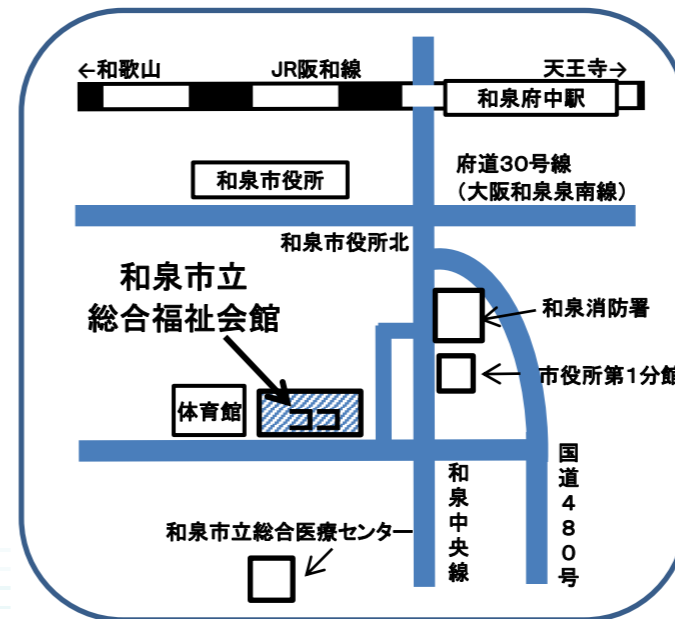 ←和歌山
JR阪和線
天王寺→
和泉府中駅
和泉市役所
府道30号線
（大阪和泉泉南線）
和泉市役所北
和泉市立
総合福祉会館
和泉消防署
市役所第1分館
体育館
ココ
和泉中央線
国道480号
和泉市立総合医療センター